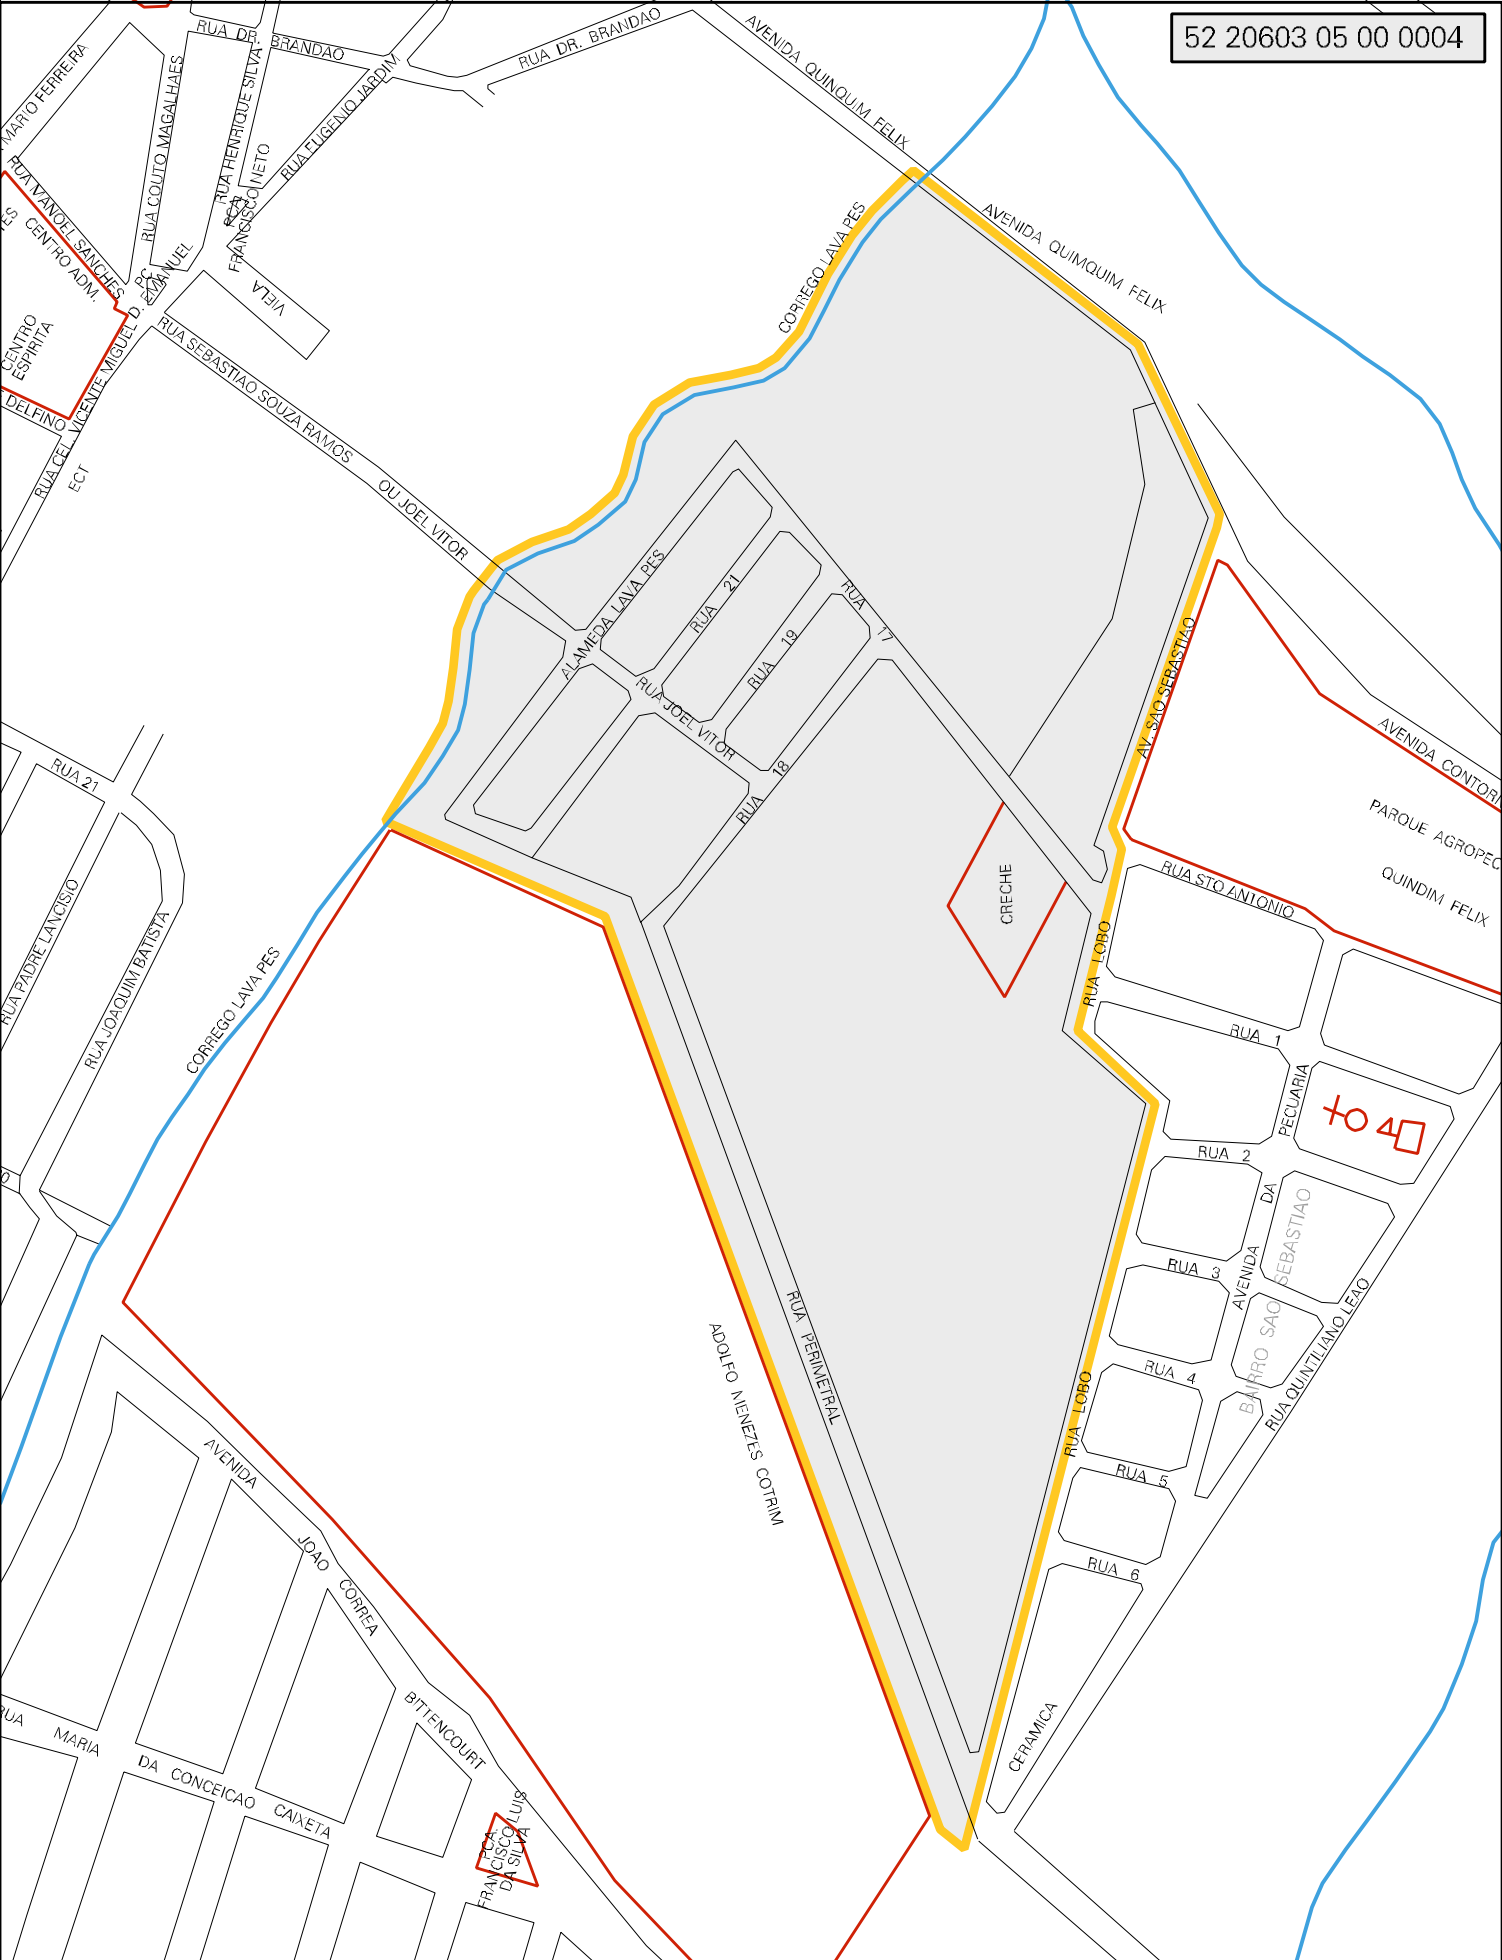 52 20603 05 00 0004
RUA DR. BRANDAO
RUA DR. BRANDAO
AVENIDA QUINQUIM FELIX
MARIO FERREIRA
RUA COUTO MAGALHAES
RUA HENRIQUE SILVA
RUA EUGENIO JARDIM
PCA.
FRANCISCO NETO
RUA MANOEL SANCHES
CENTRO ADM.
ES
PC.
EMANUEL
VIELA
CORREGO LAVA PES
AVENIDA QUIMQUIM FELIX
CENTRO
ESPIRITA
DELFINO
RUA CEL. VICENTE MIGUEL D.
ECT
RUA SEBASTIAO SOUZA RAMOS
OU JOEL VITOR
ALAMEDA LAVA PES
RUA 21
RUA 19
RUA 17
RUA JOEL VITOR
RUA 18
AV. SAO SEBASTIAO
AVENIDA CONTOR
PARQUE AGROPEC
QUINDIM FELIX
RUA 21
RUA PADRE LANCISIO
RUA JOAQUIM BATISTA
CORREGO LAVA PES
CRECHE
RUA STO ANTONIO
RUA LOBO
RUA 1
PECUARIA
RUA 2
DA
AVENIDA
RUA 3
BAIRRO SAO SEBASTIAO
RUA QUINTILIANO LEAO
RUA 4
RUA LOBO
RUA 5
RUA 6
CERAMICA
RUA PERIMETRAL
ADOLFO MENEZES COTRIM
AVENIDA
JOAO CORREA
BITTENCOURT
RUA MARIA DA CONCEICAO CAIXETA
PCA.
FRANCISCO LUIS
DA SILVA